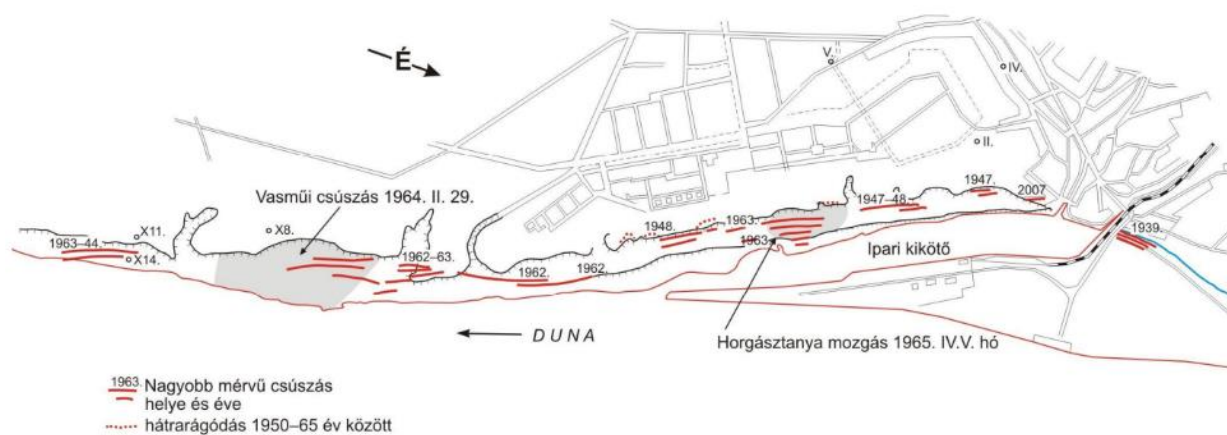 É
V.
IV.
II.
Vasműi csúszás 1964. II. 29.
1947.
2007
1947–48.
1963.
1948.
X11.
X8.
1963–44.
X14.
1962–63.
1963.
1939.
1962.
1962.
Ipari kikötő
DUNA
Horgásztanya mozgás 1965. IV.V. hó
1963. Nagyobb mérvű csúszás
helye és éve
hátrarágódás 1950–65 év között